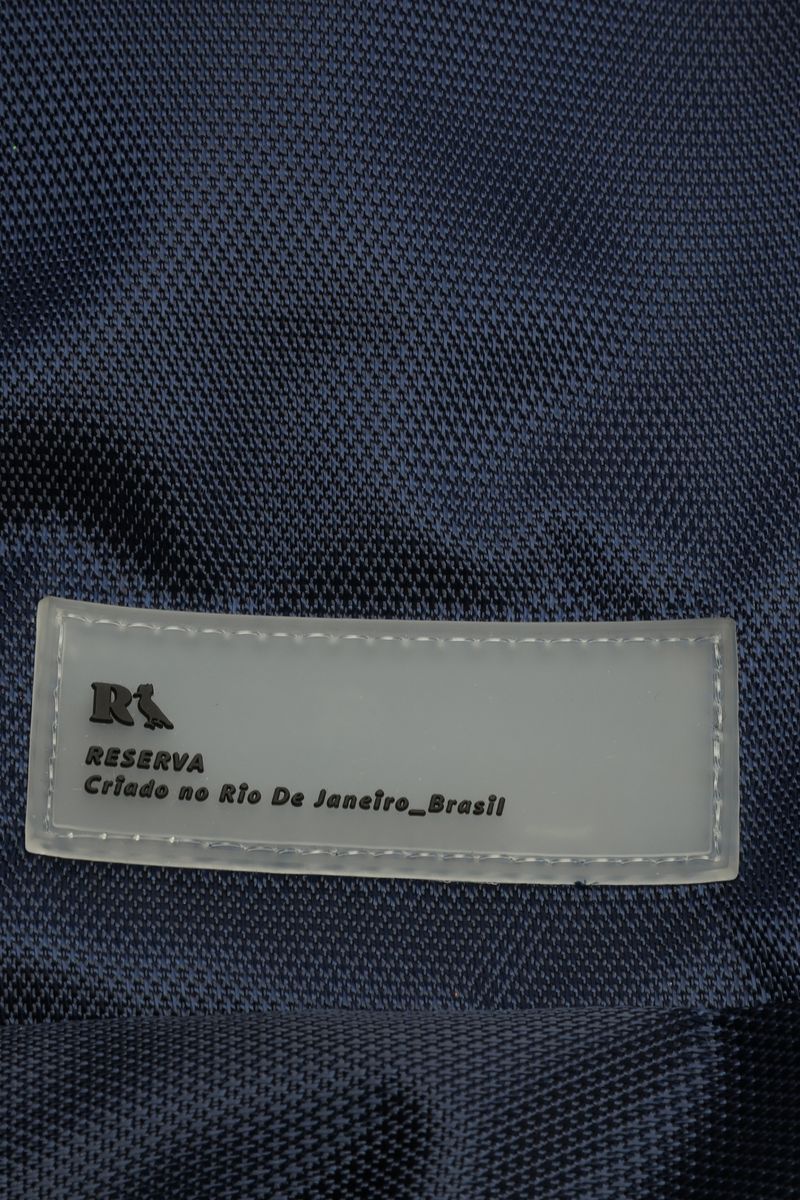 R
RESERVA
Criado no Rio De Janeiro_Brasil